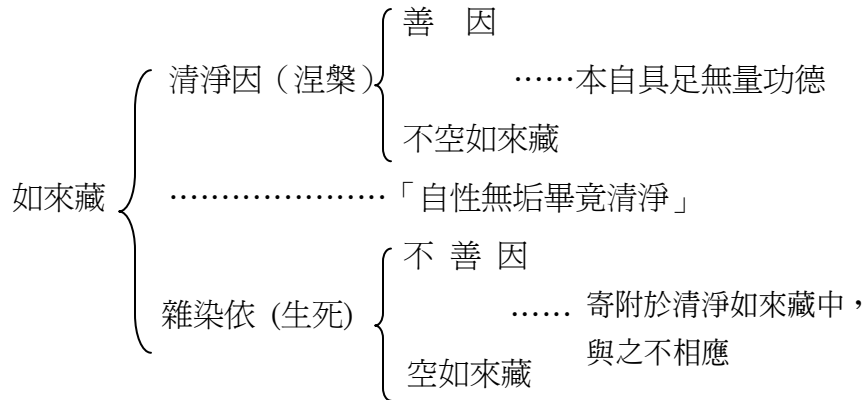 善 因
清淨因（涅槃）
……本自具足無量功德
不空如來藏
如來藏
…………………「自性無垢畢竟清淨」
不 善 因
雜染依 (生死)
…… 寄附於清淨如來藏中，
與之不相應
空如來藏